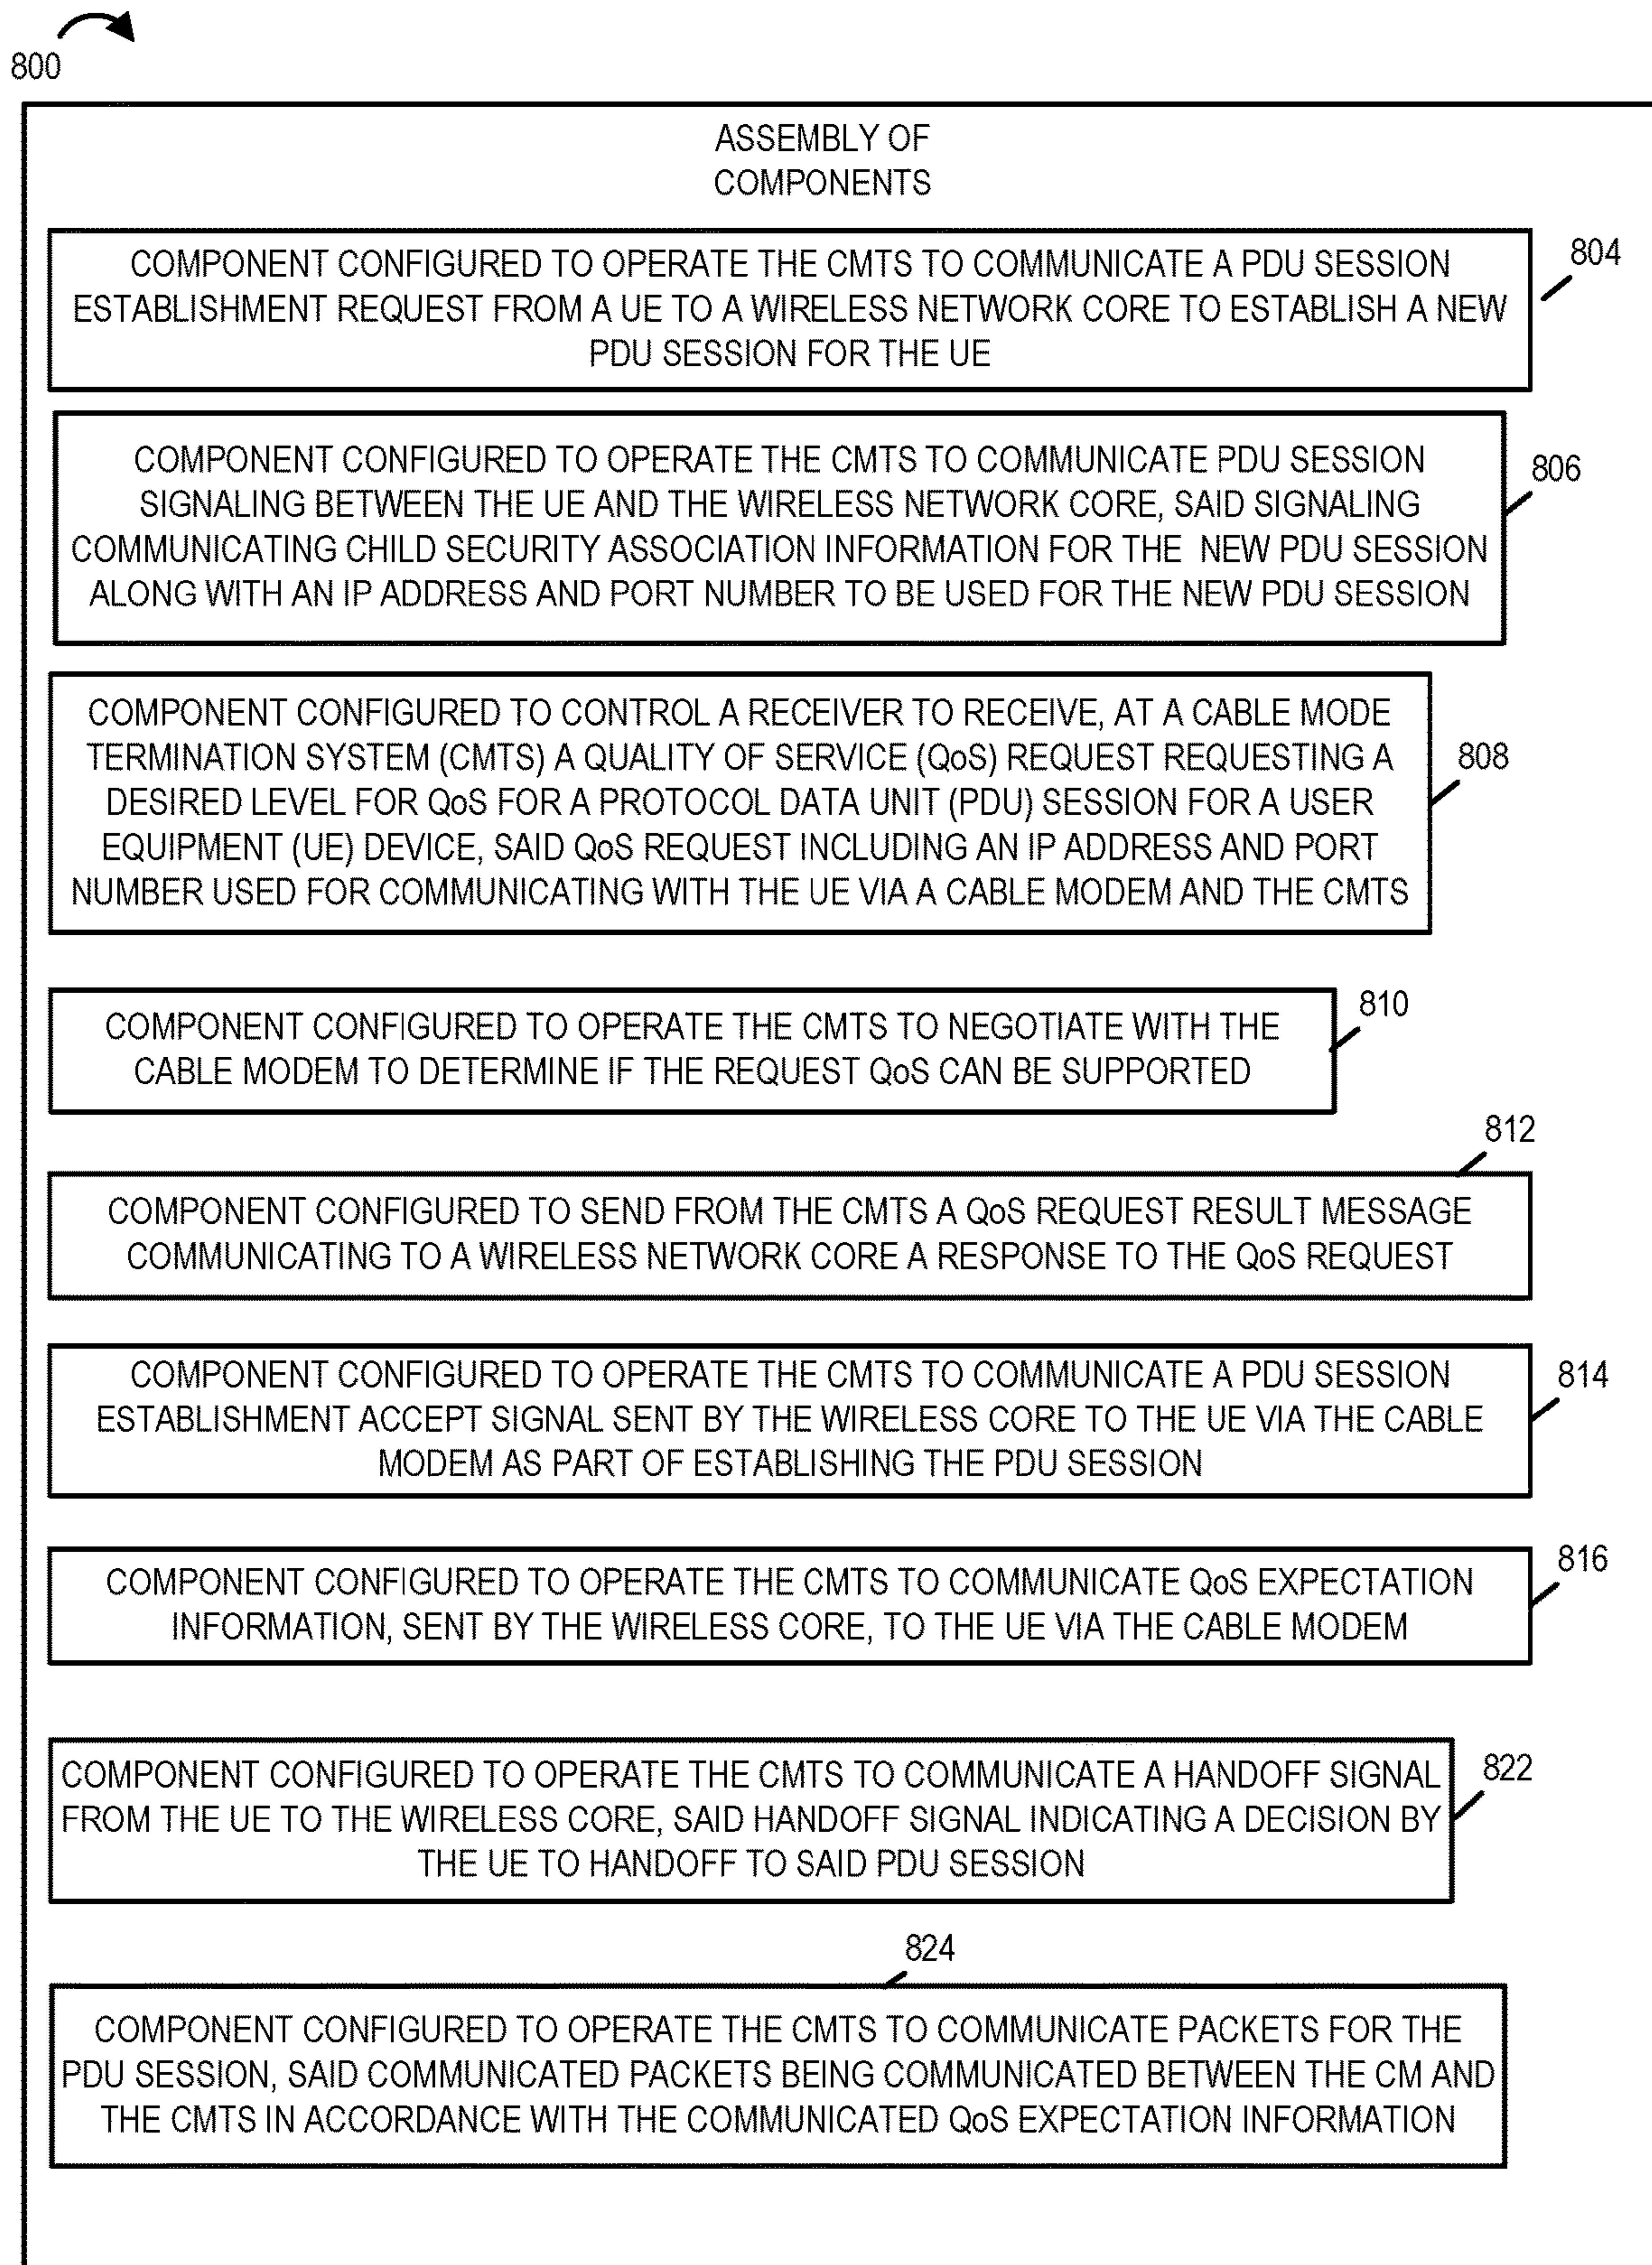 800
ASSEMBLY OF
COMPONENTS
COMPONENT CONFIGURED TO OPERATE THE CMTS TO COMMUNICATE A PDU SESSION
ESTABLISHMENT REQUEST FROM A UE TO A WIRELESS NETWORK CORE TO ESTABLISH A NEW
PDU SESSION FOR THE UE
804
COMPONENT CONFIGURED TO OPERATE THE CMTS TO COMMUNICATE PDU SESSION
SIGNALING BETWEEN THE UE AND THE WIRELESS NETWORK CORE, SAID SIGNALING
COMMUNICATING CHILD SECURITY ASSOCIATION INFORMATION FOR THE NEW PDU SESSION
ALONG WITH AN IP ADDRESS AND PORT NUMBER TO BE USED FOR THE NEW PDU SESSION
806
COMPONENT CONFIGURED TO CONTROL A RECEIVER TO RECEIVE, AT A CABLE MODE
TERMINATION SYSTEM (CMTS) A QUALITY OF SERVICE (QoS) REQUEST REQUESTING A
DESIRED LEVEL FOR QoS FOR A PROTOCOL DATA UNIT (PDU) SESSION FOR A USER
EQUIPMENT (UE) DEVICE, SAID QoS REQUEST INCLUDING AN IP ADDRESS AND PORT
NUMBER USED FOR COMMUNICATING WITH THE UE VIA A CABLE MODEM AND THE CMTS
808
COMPONENT CONFIGURED TO OPERATE THE CMTS TO NEGOTIATE WITH THE
CABLE MODEM TO DETERMINE IF THE REQUEST QoS CAN BE SUPPORTED
810
812
COMPONENT CONFIGURED TO SEND FROM THE CMTS A QoS REQUEST RESULT MESSAGE
COMMUNICATING TO A WIRELESS NETWORK CORE A RESPONSE TO THE QoS REQUEST
COMPONENT CONFIGURED TO OPERATE THE CMTS TO COMMUNICATE A PDU SESSION
ESTABLISHMENT ACCEPT SIGNAL SENT BY THE WIRELESS CORE TO THE UE VIA THE CABLE
MODEM AS PART OF ESTABLISHING THE PDU SESSION
814
COMPONENT CONFIGURED TO OPERATE THE CMTS TO COMMUNICATE QoS EXPECTATION
INFORMATION, SENT BY THE WIRELESS CORE, TO THE UE VIA THE CABLE MODEM
816
COMPONENT CONFIGURED TO OPERATE THE CMTS TO COMMUNICATE A HANDOFF SIGNAL
FROM THE UE TO THE WIRELESS CORE, SAID HANDOFF SIGNAL INDICATING A DECISION BY
THE UE TO HANDOFF TO SAID PDU SESSION
822
824
COMPONENT CONFIGURED TO OPERATE THE CMTS TO COMMUNICATE PACKETS FOR THE
PDU SESSION, SAID COMMUNICATED PACKETS BEING COMMUNICATED BETWEEN THE CM AND
THE CMTS IN ACCORDANCE WITH THE COMMUNICATED QoS EXPECTATION INFORMATION